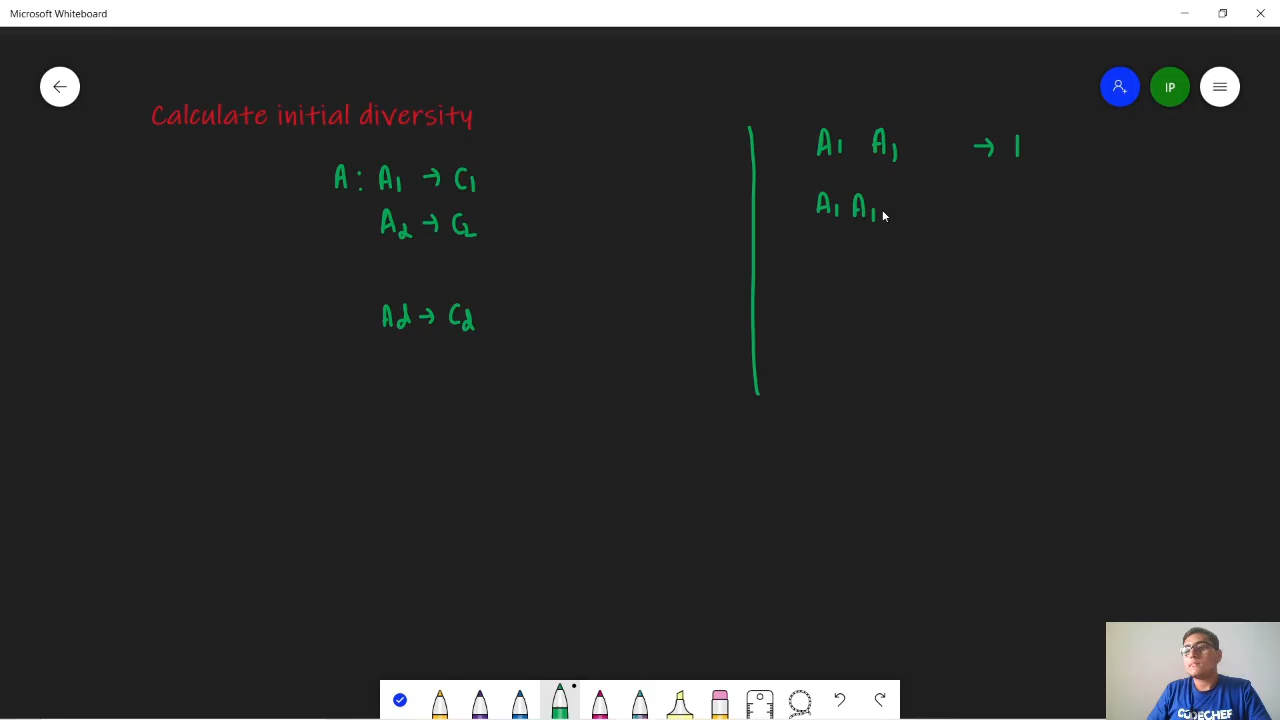 Microsoft Whiteboard
IP
Calculate initial diversity
A : A1 → C1
A2 → C2
Ad → Cd
A1 A1 → 1
A1 A1
CODECHEF